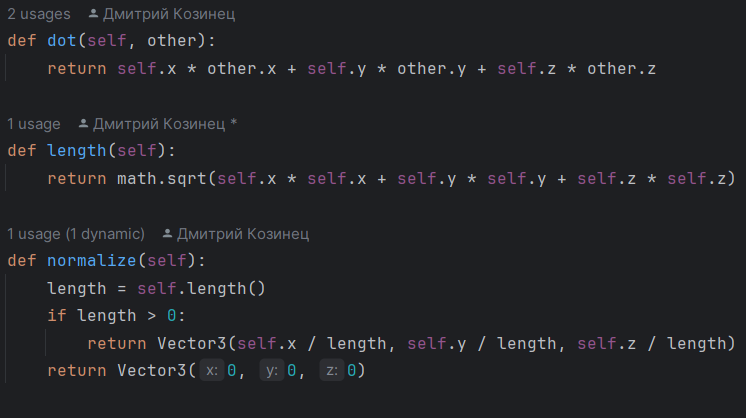 2 usages Дмитрий Козинец
def dot(self, other):
    return self.x * other.x + self.y * other.y + self.z * other.z
1 usage Дмитрий Козинец *
def length(self):
    return math.sqrt(self.x * self.x + self.y * self.y + self.z * self.z)
1 usage (1 dynamic) Дмитрий Козинец
def normalize(self):
    length = self.length()
    if length > 0:
        return Vector3(self.x / length, self.y / length, self.z / length)
    return Vector3(x: 0, y: 0, z: 0)